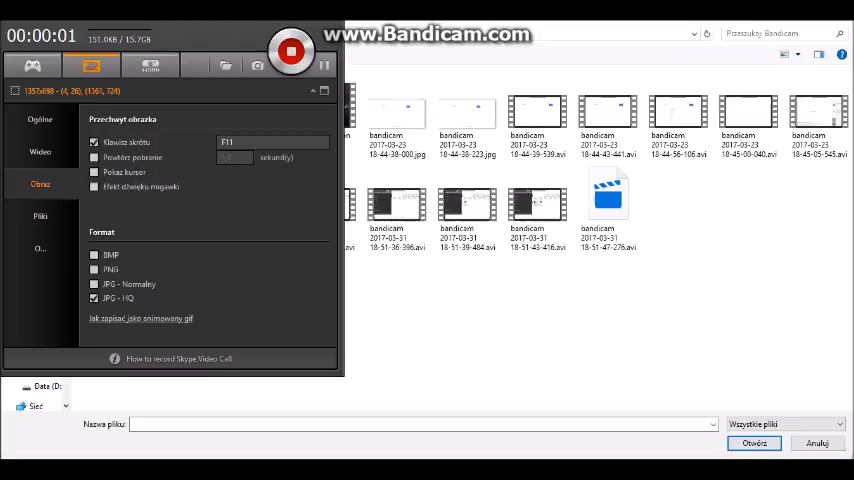 00:00:01
151.0KB / 15.7GB
www.Bandicam.com
Przeszukaj: Bandicam
HDMI
1357x698 - (4, 26), (1361, 724)
Ogólne
Wideo
Obraz
Pliki
O...
Przechwyt obrazka
Klawisz skrótu
F11
Powtórz pobranie
sekund(y)
Pokaż kursor
Efekt dźwięku migawki
Format
BMP
PNG
JPG - Normalny
JPG - HQ
Jak zapisać jako animowany gif
How to record Skype Video Call
bandicam
2017-03-23
18-44-38-000.jpg
bandicam
2017-03-23
18-44-38-223.jpg
bandicam
2017-03-23
18-44-39-539.avi
bandicam
2017-03-23
18-44-43-441.avi
bandicam
2017-03-23
18-44-56-106.avi
bandicam
2017-03-23
18-45-00-040.avi
bandicam
2017-03-23
18-45-05-545.avi
.avi
bandicam
2017-03-31
18-51-36-396.avi
bandicam
2017-03-31
18-51-39-484.avi
bandicam
2017-03-31
18-51-43-416.avi
bandicam
2017-03-31
18-51-47-276.avi
Data (D:
Sieć
Nazwa pliku:
Wszystkie pliki
Otwórz
Anuluj